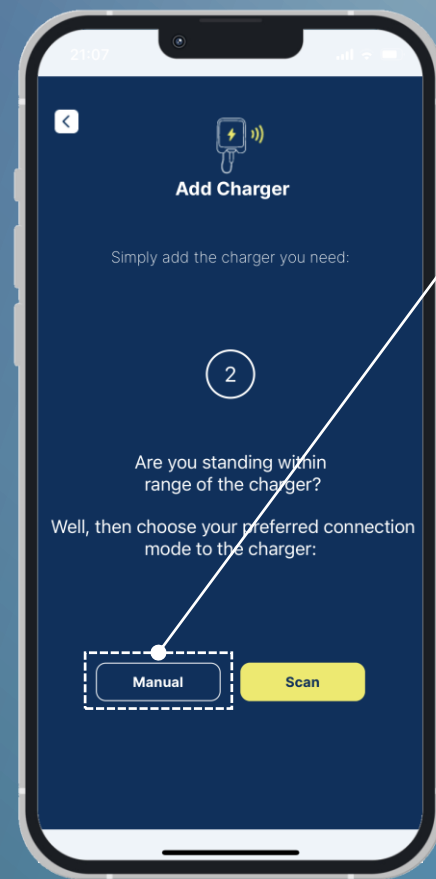 21:07
Add Charger
Simply add the charger you need:
2
Are you standing within
range of the charger?
Well, then choose your preferred connection
mode to the charger:
Manual
Scan